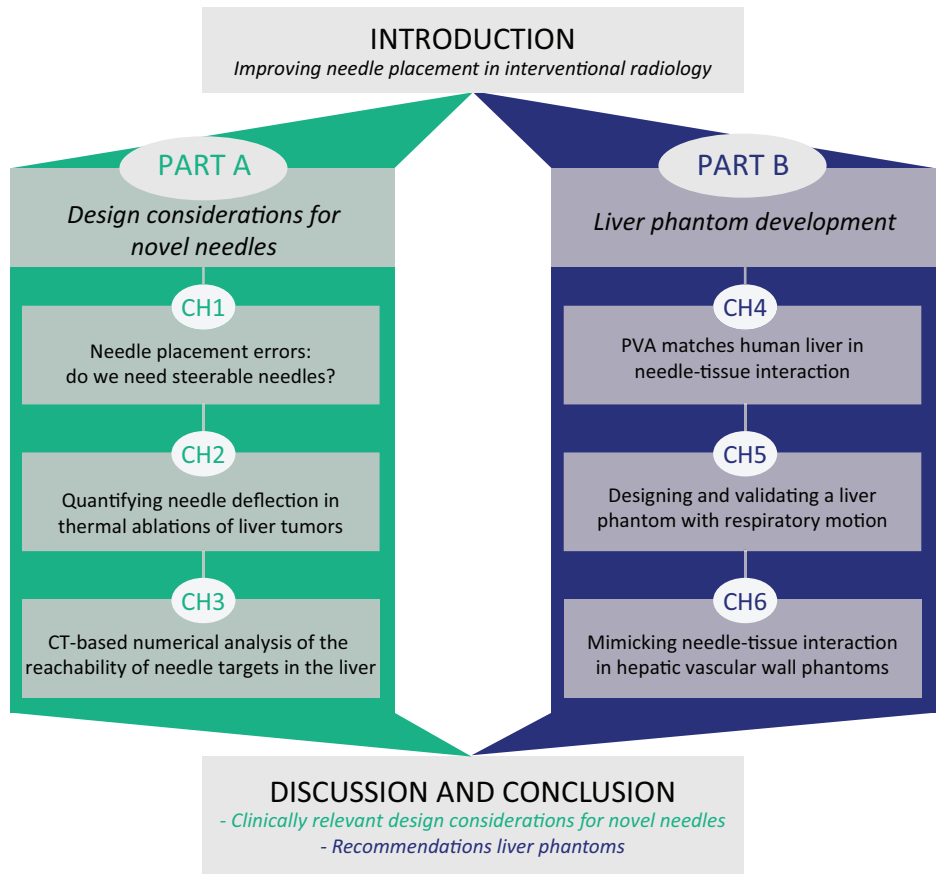 INTRODUCTION
Improving needle placement in interventional radiology
PART A
Design considerations for
novel needles
CH1
Needle placement errors:
do we need steerable needles?
CH2
Quantifying needle deflection in
thermal ablations of liver tumors
CH3
CT-based numerical analysis of the
reachability of needle targets in the liver
PART B
Liver phantom development
CH4
PVA matches human liver in
needle-tissue interaction
CH5
Designing and validating a liver
phantom with respiratory motion
CH6
Mimicking needle-tissue interaction
in hepatic vascular wall phantoms
DISCUSSION AND CONCLUSION
- Clinically relevant design considerations for novel needles
- Recommendations liver phantoms